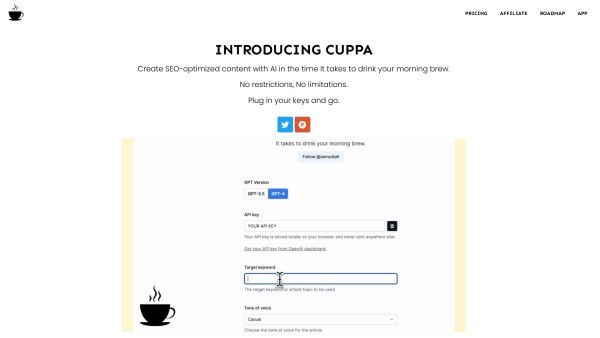 PRICING AFFILIATE ROADMAP APP
INTRODUCING CUPPA
Create SEO-optimized content with AI in the time it takes to drink your morning brew.
No restrictions, No limitations.
Plug in your keys and go.
It takes to drink your morning brew.
Follow @iannuttall
GPT Version
GPT-3.5 GPT-4
API key
YOUR API KEY
Your API key is stored locally on your browser and never sent anywhere else.
Get your API key from OpenAI dashboard.
Target keyword
The target keyword or article topic to be used.
Tone of voice
Casual
Choose the tone of voice for the article.